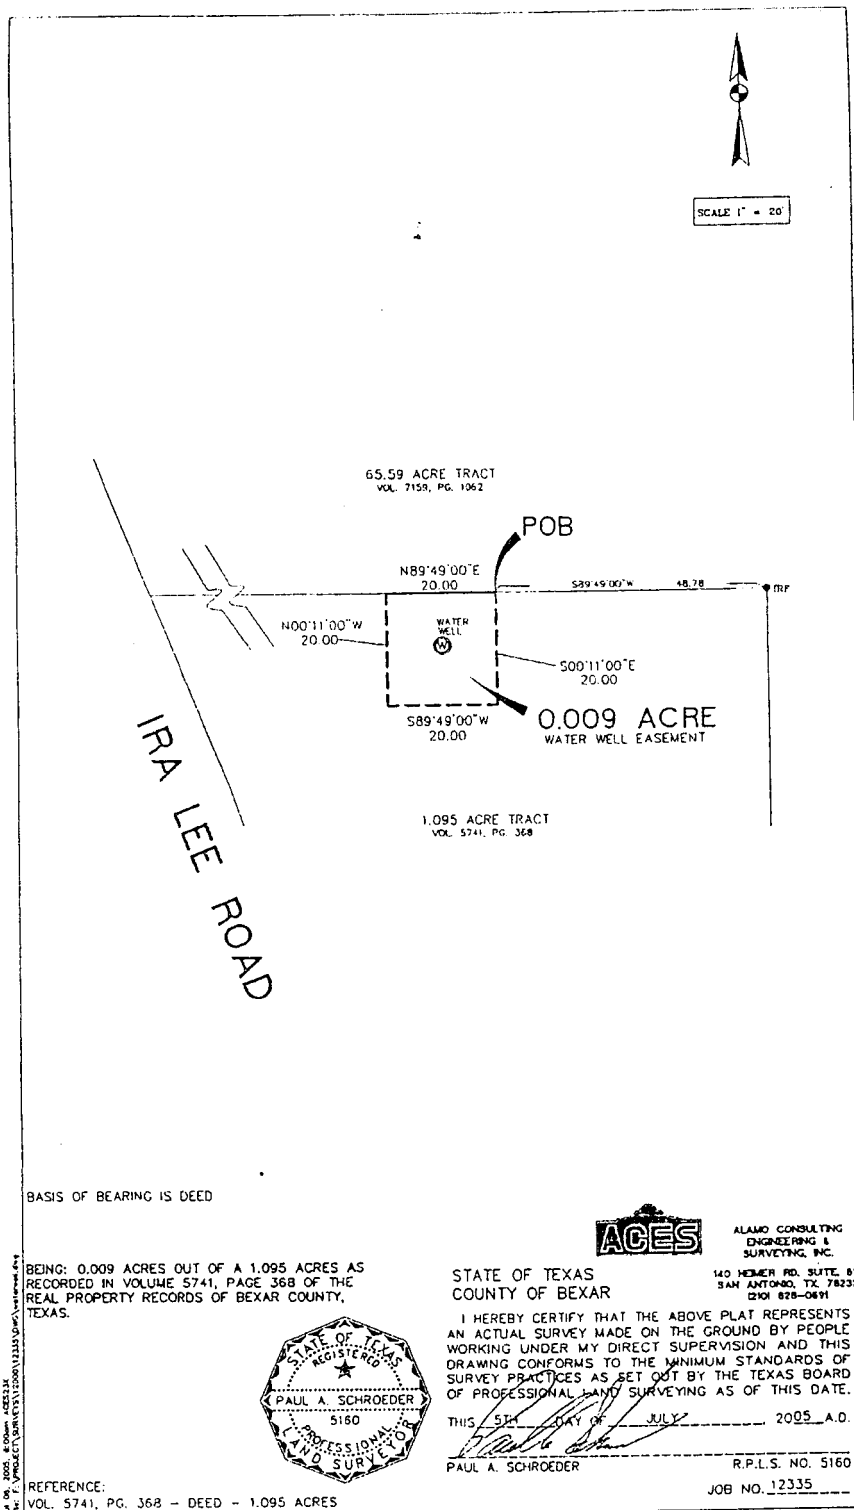 SCALE 1" = 20'
65.59 ACRE TRACT
VOL. 7159, PG. 1062
POB
N89°49'00"E
20.00
S89°49'00"W 48.78
IRF
N00°11'00"W
20.00
WATER
WELL
W
S00°11'00"E
20.00
S89°49'00"W
20.00
0.009 ACRE
WATER WELL EASEMENT
IRA LEE ROAD
1.095 ACRE TRACT
VOL. 5741, PG. 368
BASIS OF BEARING IS DEED
BEING: 0.009 ACRES OUT OF A 1.095 ACRES AS
RECORDED IN VOLUME 5741, PAGE 368 OF THE
REAL PROPERTY RECORDS OF BEXAR COUNTY,
TEXAS.
STATE OF TEXAS
REGISTERED
PAUL A. SCHROEDER
5160
PROFESSIONAL
LAND SURVEYOR
REFERENCE:
VOL. 5741, PG. 368 - DEED - 1.095 ACRES
ACES
ALAMO CONSULTING
ENGINEERING &
SURVEYING, INC.
140 HEIMER RD. SUITE.
SAN ANTONIO, TX. 7823
(210) 828-0691
STATE OF TEXAS
COUNTY OF BEXAR
I HEREBY CERTIFY THAT THE ABOVE PLAT REPRESENTS
AN ACTUAL SURVEY MADE ON THE GROUND BY PEOPLE
WORKING UNDER MY DIRECT SUPERVISION AND THIS
DRAWING CONFORMS TO THE MINIMUM STANDARDS OF
SURVEY PRACTICES AS SET OUT BY THE TEXAS BOARD
OF PROFESSIONAL LAND SURVEYING AS OF THIS DATE.
THIS 5TH DAY OF JULY, 2005 A.D.
PAUL A. SCHROEDER R.P.L.S. NO. 5160
JOB NO. 12335